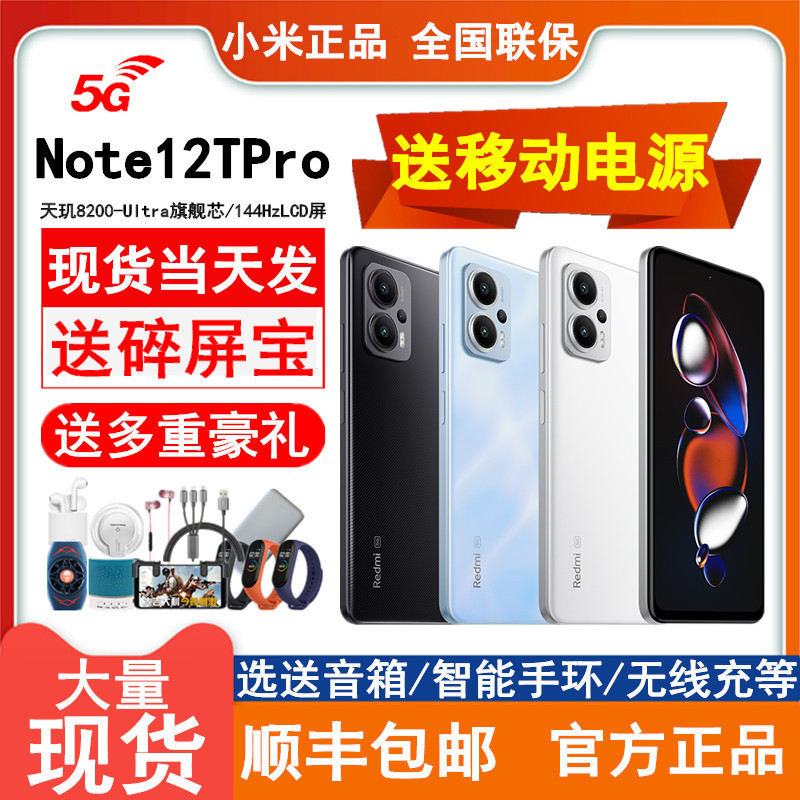 小米正品 全国联保
5G
Note12TPro
送移动电源
天玑8200-Ultra旗舰芯/144HzLCD屏
现货当天发
送碎屏宝
送多重豪礼
Redmi 5G
Redmi 5G
Redmi 5G
大量
现货
选送音箱/智能手环/无线充等
顺丰包邮 官方正品